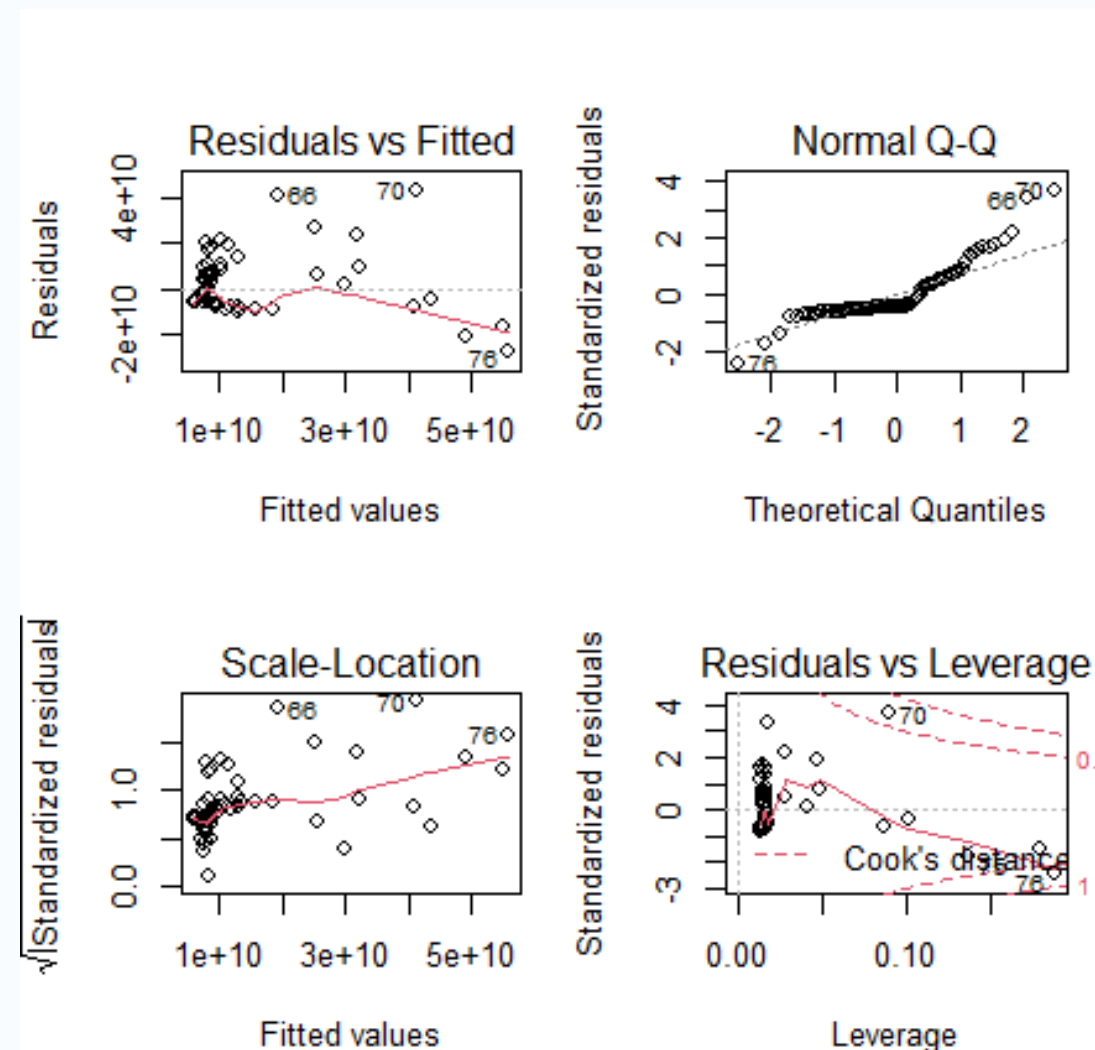 Residuals vs Fitted
Residuals
4e+10
-2e+10
66
70
76
1e+10 3e+10 5e+10
Fitted values
Normal Q-Q
Standardized residuals
4
2
0
-2
66
70
76
-2 -1 0 1 2
Theoretical Quantiles
Scale-Location
√|Standardized residuals|
1.0
0.0
66
70
76
1e+10 3e+10 5e+10
Fitted values
Residuals vs Leverage
Standardized residuals
4
2
0
-3
70
76
Cook's distance
0.
1
0.00 0.10
Leverage